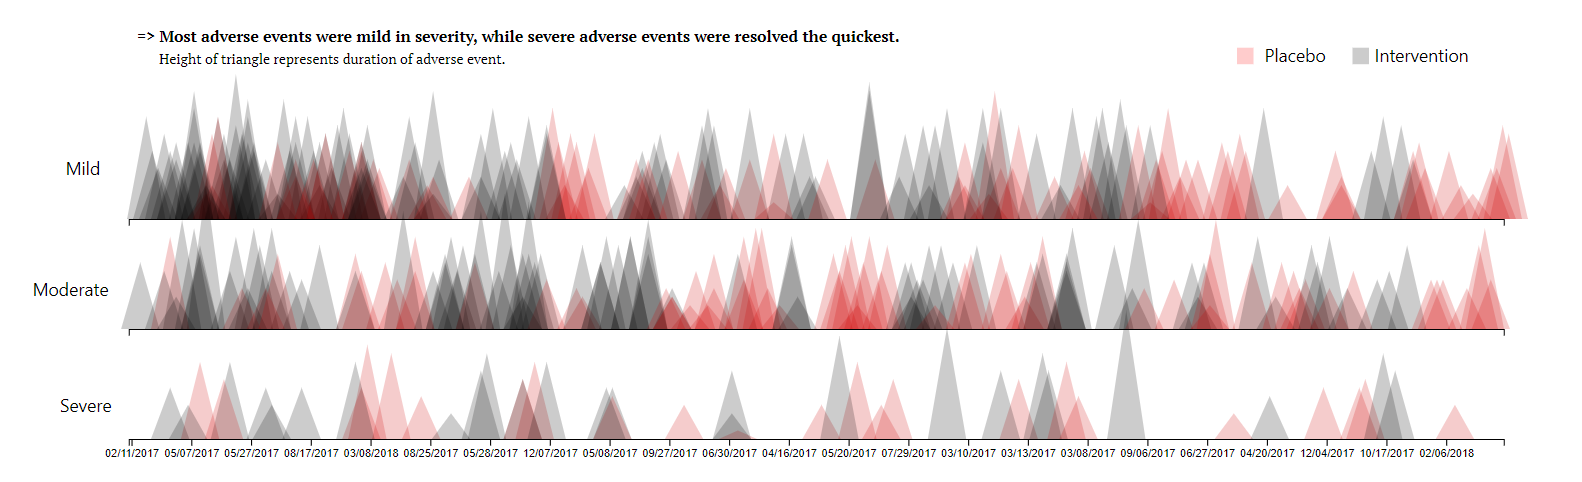 => Most adverse events were mild in severity, while severe adverse events were resolved the quickest.
Height of triangle represents duration of adverse event.
Placebo Intervention
Mild
Moderate
Severe
02/11/2017 05/07/2017 05/27/2017 08/17/2017 03/08/2018 08/25/2017 05/28/2017 12/07/2017 05/08/2017 09/27/2017 06/30/2017 04/16/2017 05/20/2017 07/29/2017 03/10/2017 03/13/2017 03/08/2017 09/06/2017 06/27/2017 04/20/2017 12/04/2017 10/17/2017 02/06/2018